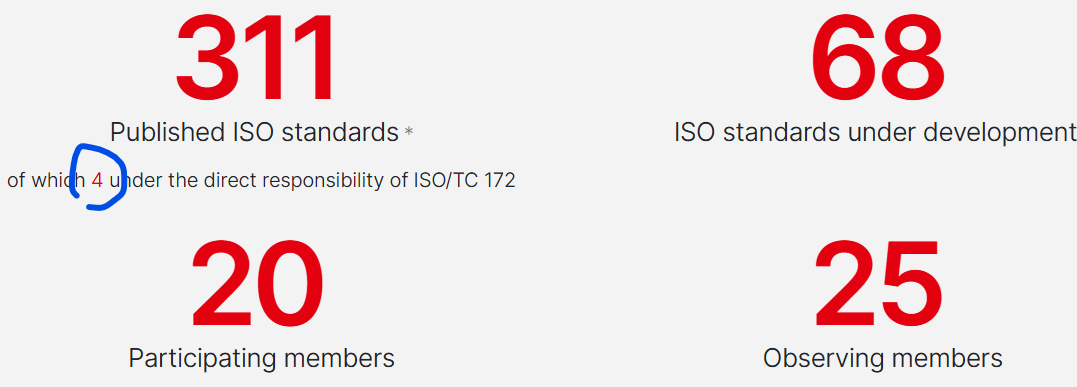 311
68
Published ISO standards *
ISO standards under development
of which 4 under the direct responsibility of ISO/TC 172
20
25
Participating members
Observing members